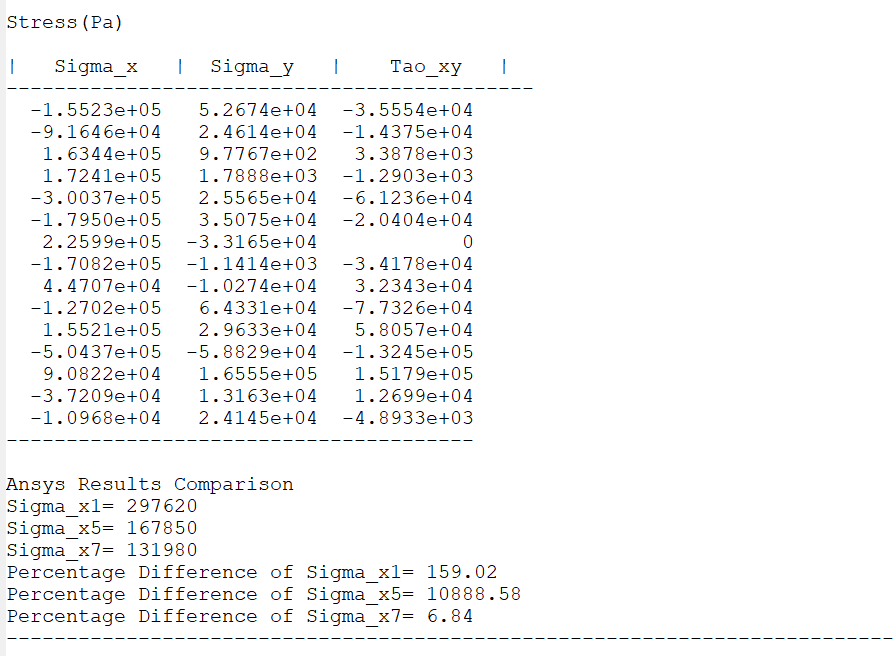 Stress(Pa)
|   Sigma_x   |  Sigma_y   |    Tao_xy   |
--------------------------------------------
-1.5523e+05   5.2674e+04  -3.5554e+04
-9.1646e+04   2.4614e+04  -1.4375e+04
1.6344e+05   9.7767e+02   3.3878e+03
1.7241e+05   1.7888e+03  -1.2903e+03
-3.0037e+05   2.5565e+04  -6.1236e+04
-1.7950e+05   3.5075e+04  -2.0404e+04
2.2599e+05  -3.3165e+04            0
-1.7082e+05  -1.1414e+03  -3.4178e+04
4.4707e+04  -1.0274e+04   3.2343e+04
-1.2702e+05   6.4331e+04  -7.7326e+04
1.5521e+05   2.9633e+04   5.8057e+04
-5.0437e+05  -5.8829e+04  -1.3245e+05
9.0822e+04   1.6555e+05   1.5179e+05
-3.7209e+04   1.3163e+04   1.2699e+04
-1.0968e+04   2.4145e+04  -4.8933e+03
---------------------------------------
Ansys Results Comparison
Sigma_x1= 297620
Sigma_x5= 167850
Sigma_x7= 131980
Percentage Difference of Sigma_x1= 159.02
Percentage Difference of Sigma_x5= 10888.58
Percentage Difference of Sigma_x7= 6.84
--------------------------------------------------------------------------